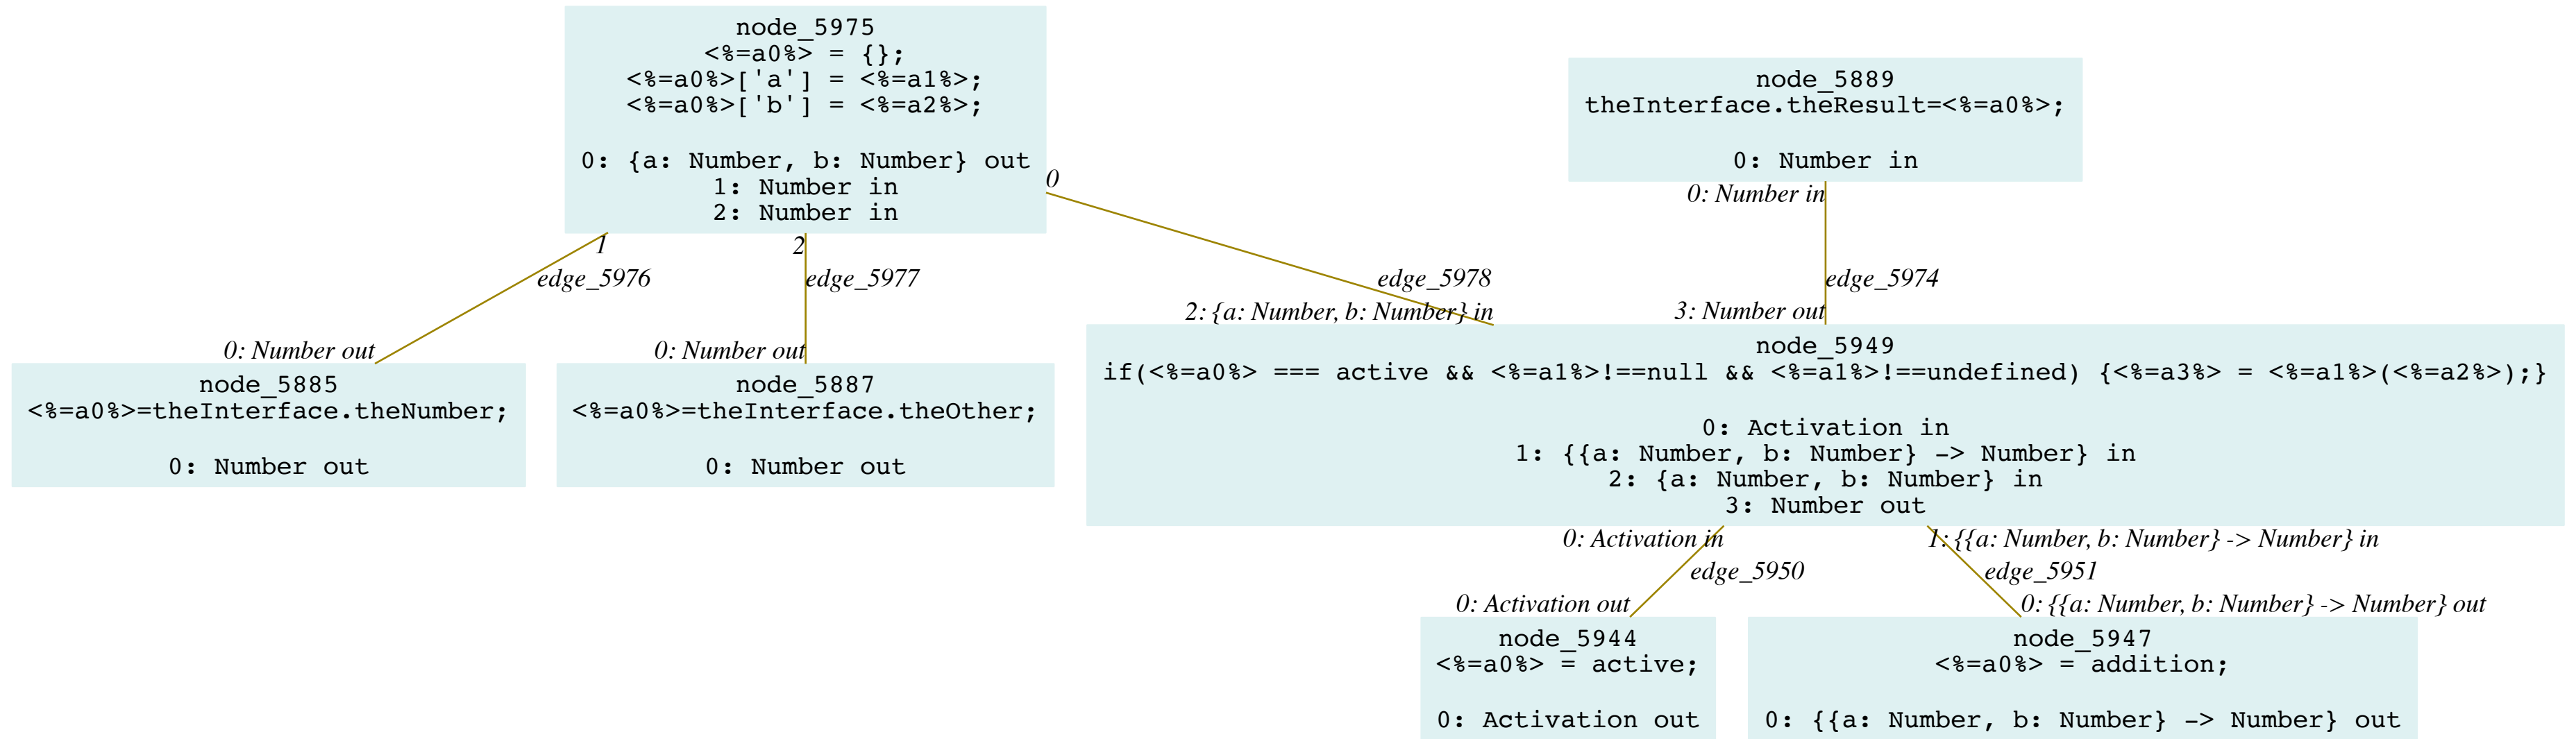 node_5975
<%=a0%> = {};
<%=a0%>['a'] = <%=a1%>;
<%=a0%>['b'] = <%=a2%>;
0: {a: Number, b: Number} out
1: Number in
2: Number in
node_5889
theInterface.theResult=<%=a0%>;
0: Number in
0
0: Number in
1
2
edge_5976
edge_5977
edge_5978
edge_5974
2: {a: Number, b: Number} in
3: Number out
0: Number out
0: Number out
node_5885
<%=a0%>=theInterface.theNumber;
0: Number out
node_5887
<%=a0%>=theInterface.theOther;
0: Number out
node_5949
if(<%=a0%> === active && <%=a1%>!==null && <%=a1%>!==undefined) {<%=a3%> = <%=a1%>(<%=a2%>);}
0: Activation in
1: {{a: Number, b: Number} -> Number} in
2: {a: Number, b: Number} in
3: Number out
0: Activation in
1: {{a: Number, b: Number} -> Number} in
edge_5950
edge_5951
0: Activation out
0: {{a: Number, b: Number} -> Number} out
node_5944
<%=a0%> = active;
0: Activation out
node_5947
<%=a0%> = addition;
0: {{a: Number, b: Number} -> Number} out